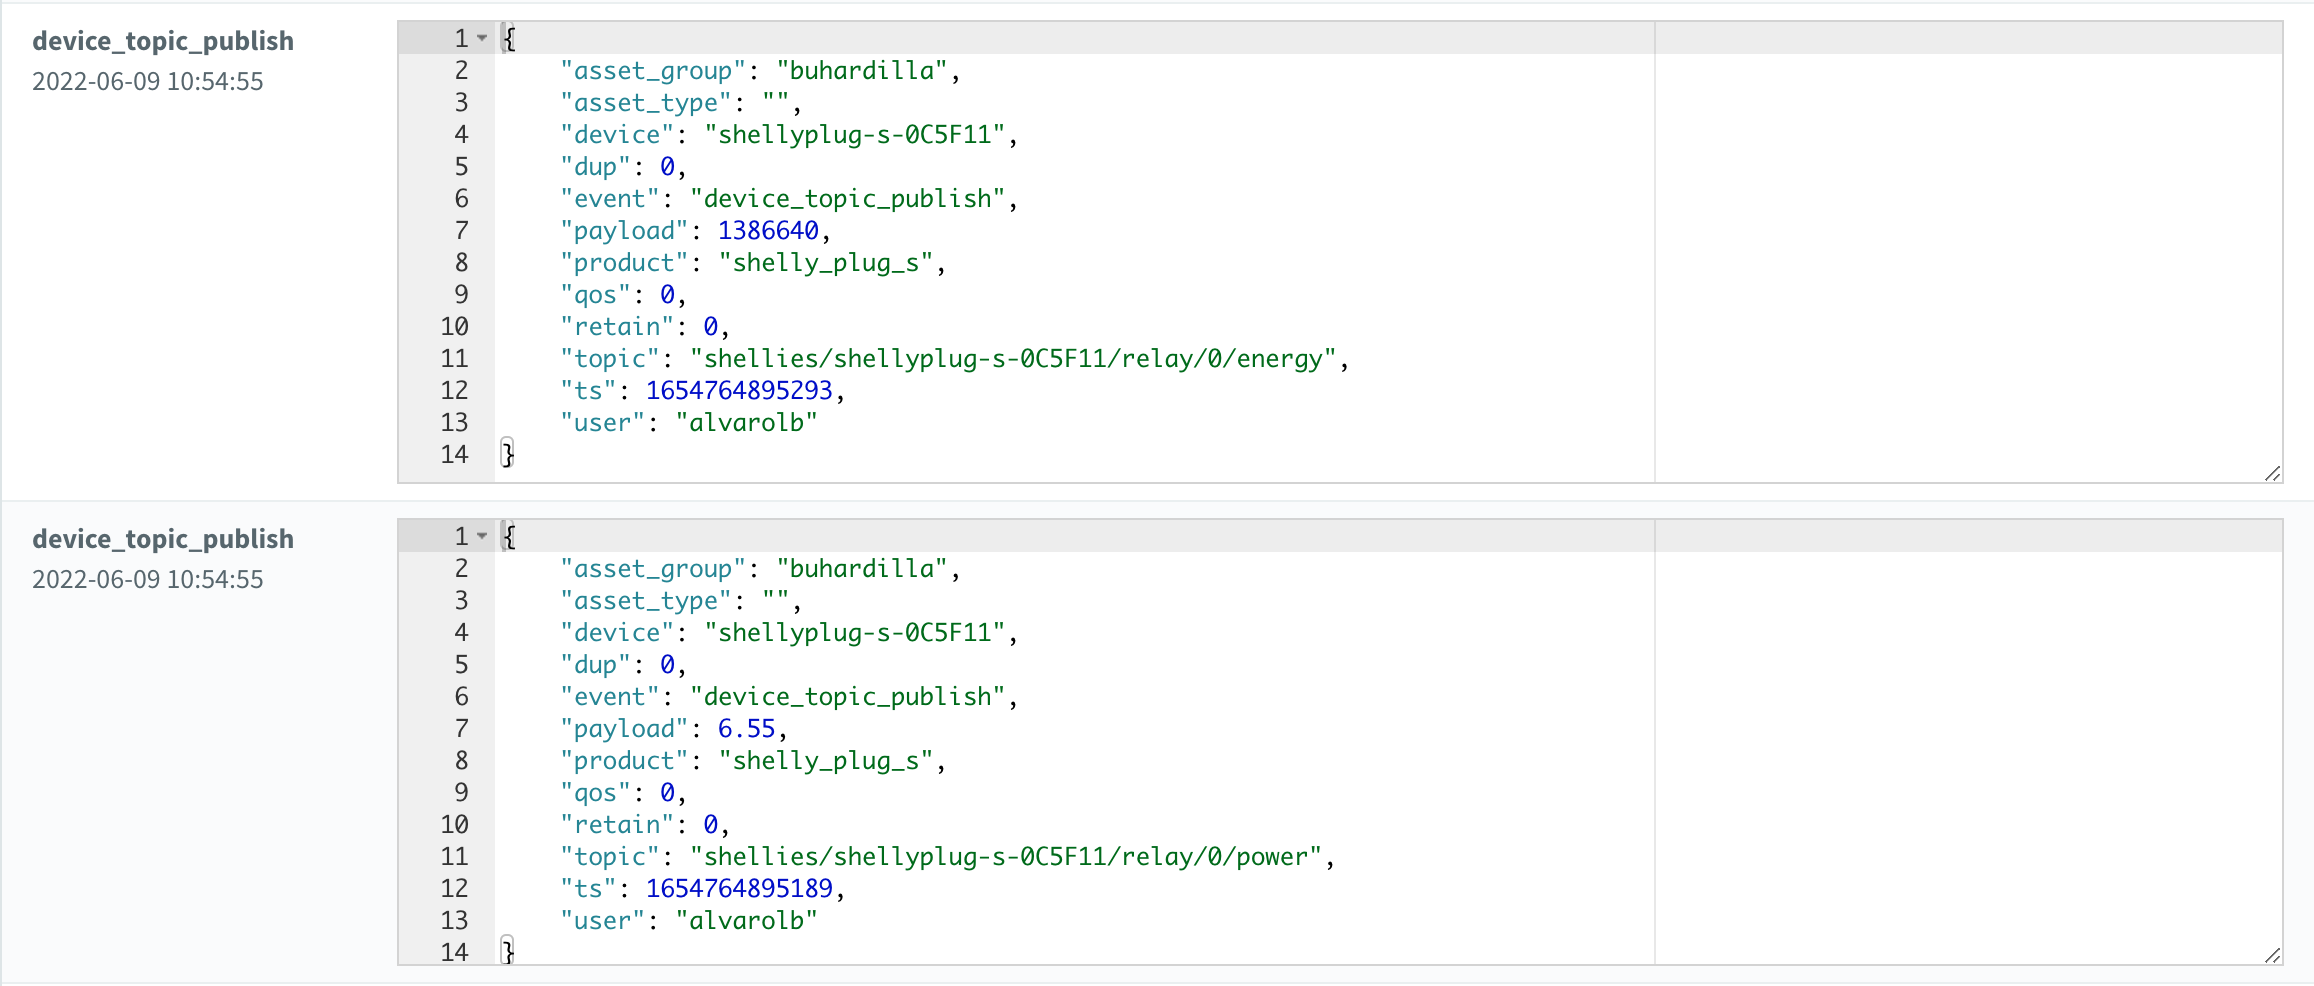 device_topic_publish
2022-06-09 10:54:55
1 {
2 "asset_group": "buhardilla",
3 "asset_type": "",
4 "device": "shellyplug-s-0C5F11",
5 "dup": 0,
6 "event": "device_topic_publish",
7 "payload": 1386640,
8 "product": "shelly_plug_s",
9 "qos": 0,
10 "retain": 0,
11 "topic": "shellies/shellyplug-s-0C5F11/relay/0/energy",
12 "ts": 1654764895293,
13 "user": "alvarolb"
14 }
device_topic_publish
2022-06-09 10:54:55
1 {
2 "asset_group": "buhardilla",
3 "asset_type": "",
4 "device": "shellyplug-s-0C5F11",
5 "dup": 0,
6 "event": "device_topic_publish",
7 "payload": 6.55,
8 "product": "shelly_plug_s",
9 "qos": 0,
10 "retain": 0,
11 "topic": "shellies/shellyplug-s-0C5F11/relay/0/power",
12 "ts": 1654764895189,
13 "user": "alvarolb"
14 }